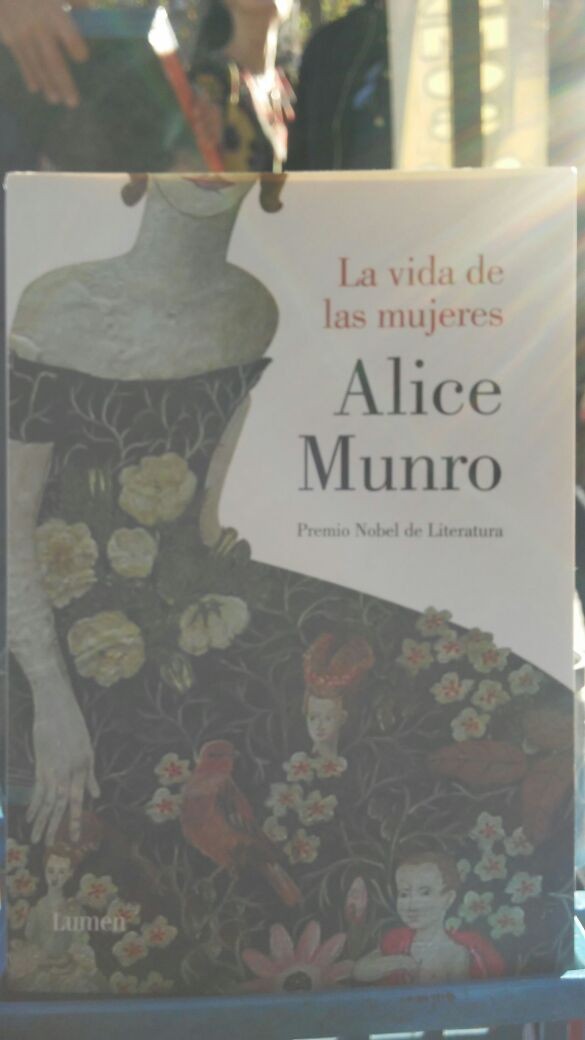 La vida de
las mujeres
Alice
Munro
Premio Nobel de Literatura
Lumen